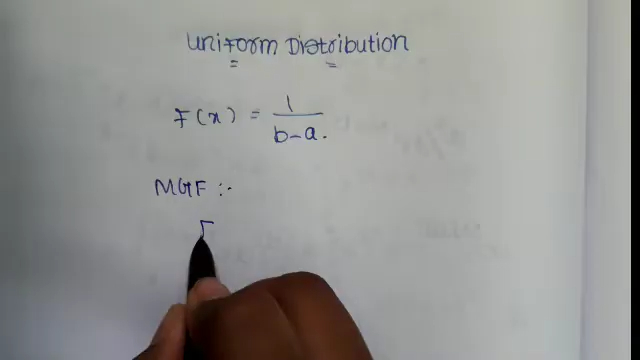 Uniform Distribution
F(x) = 1 / b-a.
MGF :-